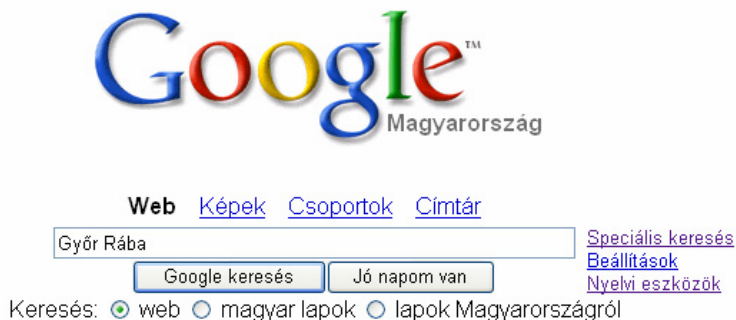 Google™
Magyarország
Web Képek Csoportok Címtár
Győr Rába
Speciális keresés
Beállítások
Nyelvi eszközök
Google keresés Jó napom van
Keresés: web magyar lapok lapok Magyarországról